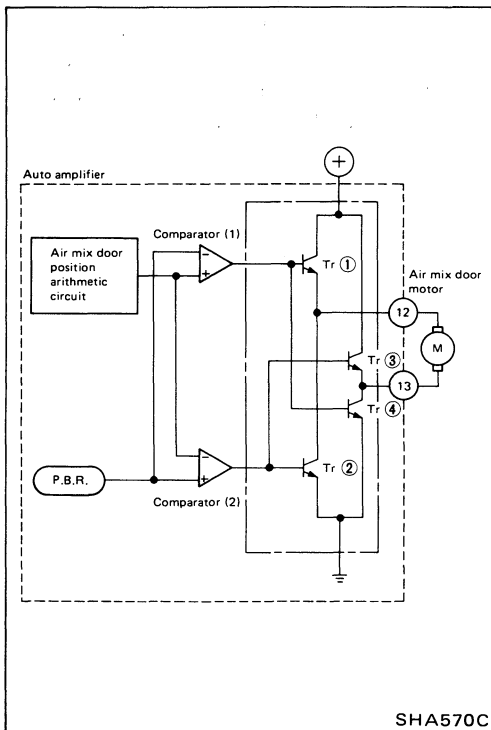 +
Auto amplifier
Comparator (1)
Air mix door
position
arithmetic
circuit
−
+
Tr ①
Air mix door
motor
12
M
Tr ③
13
Tr ④
−
+
Tr ②
P.B.R.
Comparator (2)
SHA570C